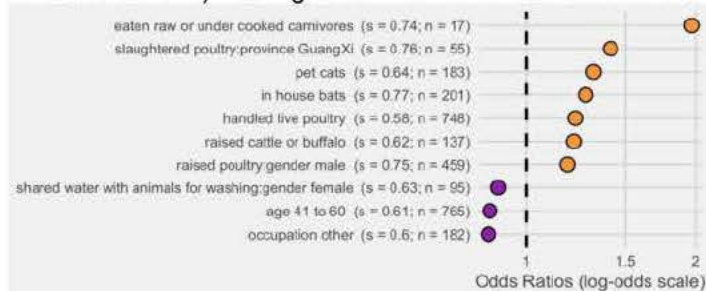 eaten raw or under cooked carnivores (s = 0.74; n = 17)
slaughtered poultry:province GuangXi (s = 0.76; n = 55)
pet cats (s = 0.64; n = 183)
in house bats (s = 0.77; n = 201)
handled live poultry (s = 0.58; n = 748)
raised cattle or buffalo (s = 0.62; n = 137)
raised poultry:gender male (s = 0.75; n = 459)
shared water with animals for washing:gender female (s = 0.63; n = 95)
age 41 to 60 (s = 0.61; n = 765)
occupation other (s = 0.6; n = 182)
1 1.5 2
Odds Ratios (log-odds scale)